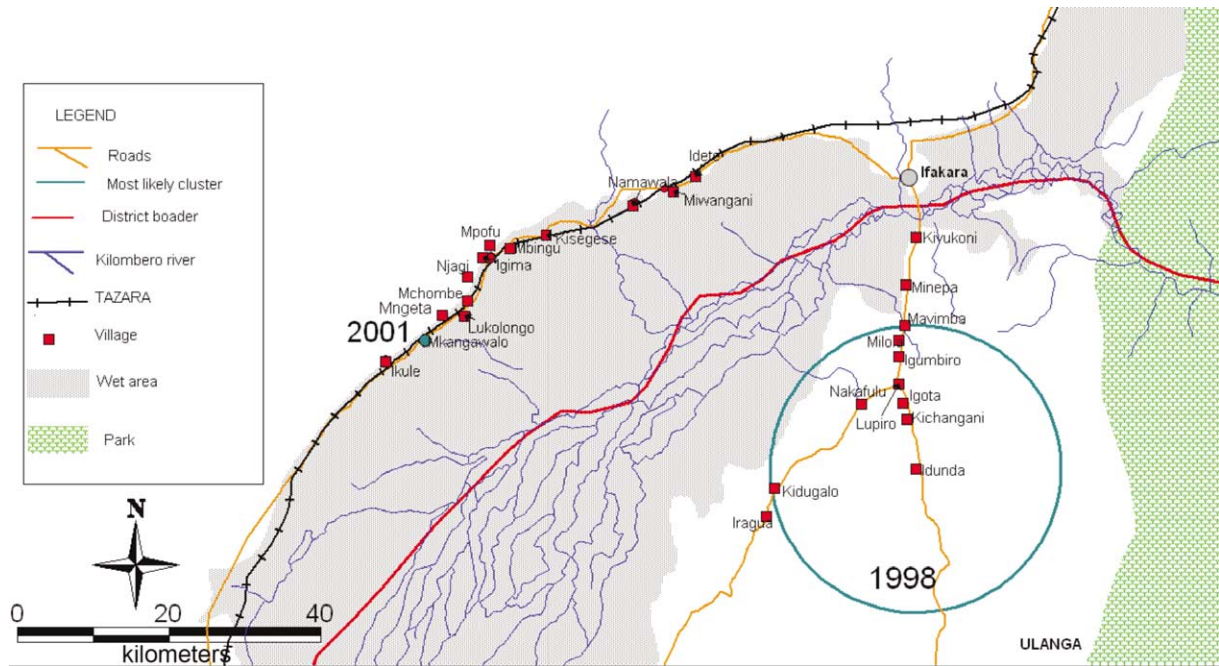 LEGEND
Roads
Most likely cluster
District boader
Kilombero river
TAZARA
Village
Wet area
Park
N
0 20 40
kilometers
Ideto
Ifakara
Namawala
Miwangani
Kivukoni
Mpofu
Kisegese
Mbingu
Igima
Njagi
Minepa
Mchombe
Mngeta
Lukolongo
2001
Mkangawalo
Ikule
Mavimba
Milola
Igumbiro
Nakafulu
Igota
Lupiro
Kichangani
Idunda
Kidugalo
Iragua
1998
ULANGA